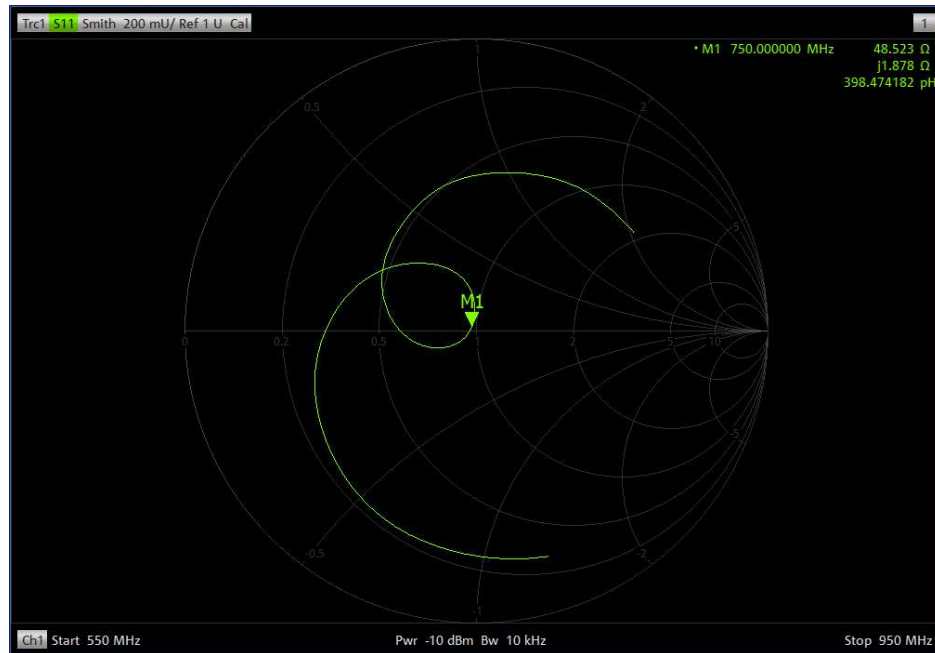 Trc1 S11 Smith 200 mU/ Ref 1 U Cal
1
• M1 750.000000 MHz 48.523 Ω
j1.878 Ω
398.474182 pH
1
0.5 2
5
M1
0 0.2 0.5 1 2 5 10
-5
-0.5 -2
-1
Ch1 Start 550 MHz Pwr -10 dBm Bw 10 kHz Stop 950 MHz